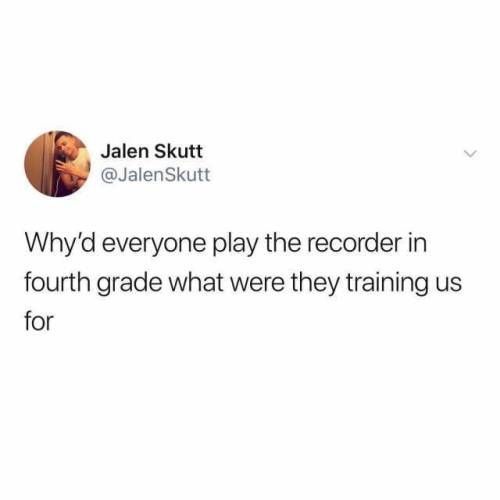 Jalen Skutt
@JalenSkutt
Why'd everyone play the recorder in
fourth grade what were they training us
for